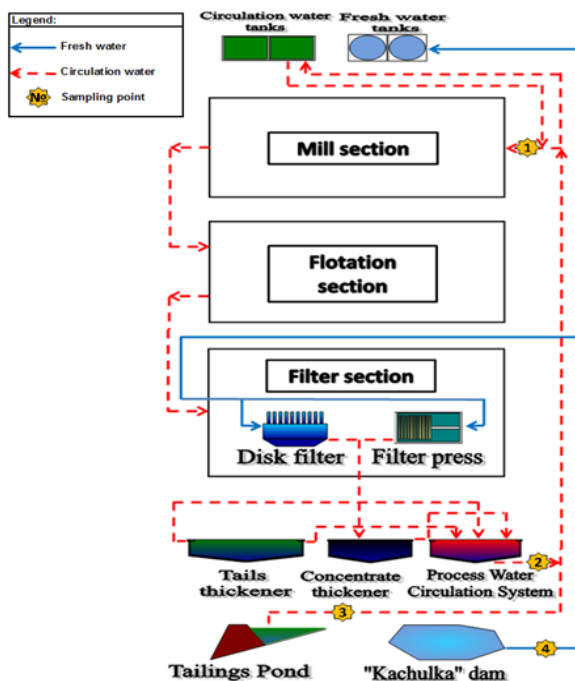 Legend:
Fresh water
Circulation water
№ Sampling point
Circulation water
tanks
Fresh water
tanks
Mill section
1
Flotation
section
Filter section
Disk filter
Filter press
Tails
thickener
Concentrate
thickener
Process Water
Circulation System
2
3
Tailings Pond
"Kachulka" dam
4